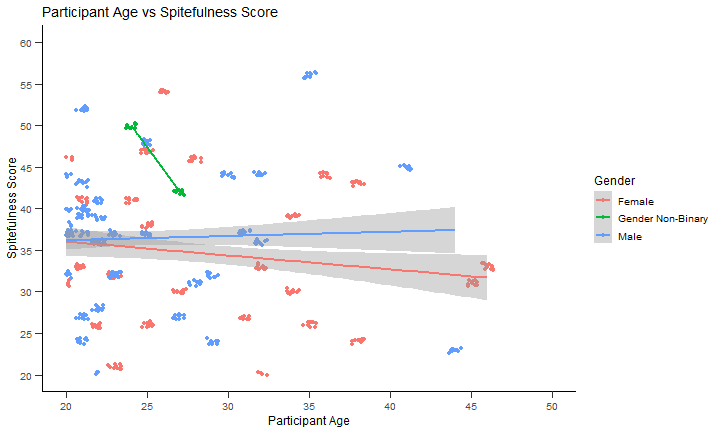 Participant Age vs Spitefulness Score
60
55
50
45
40
35
30
25
20
Spitefulness Score
20 25 30 35 40 45 50
Participant Age
Gender
Female
Gender Non-Binary
Male